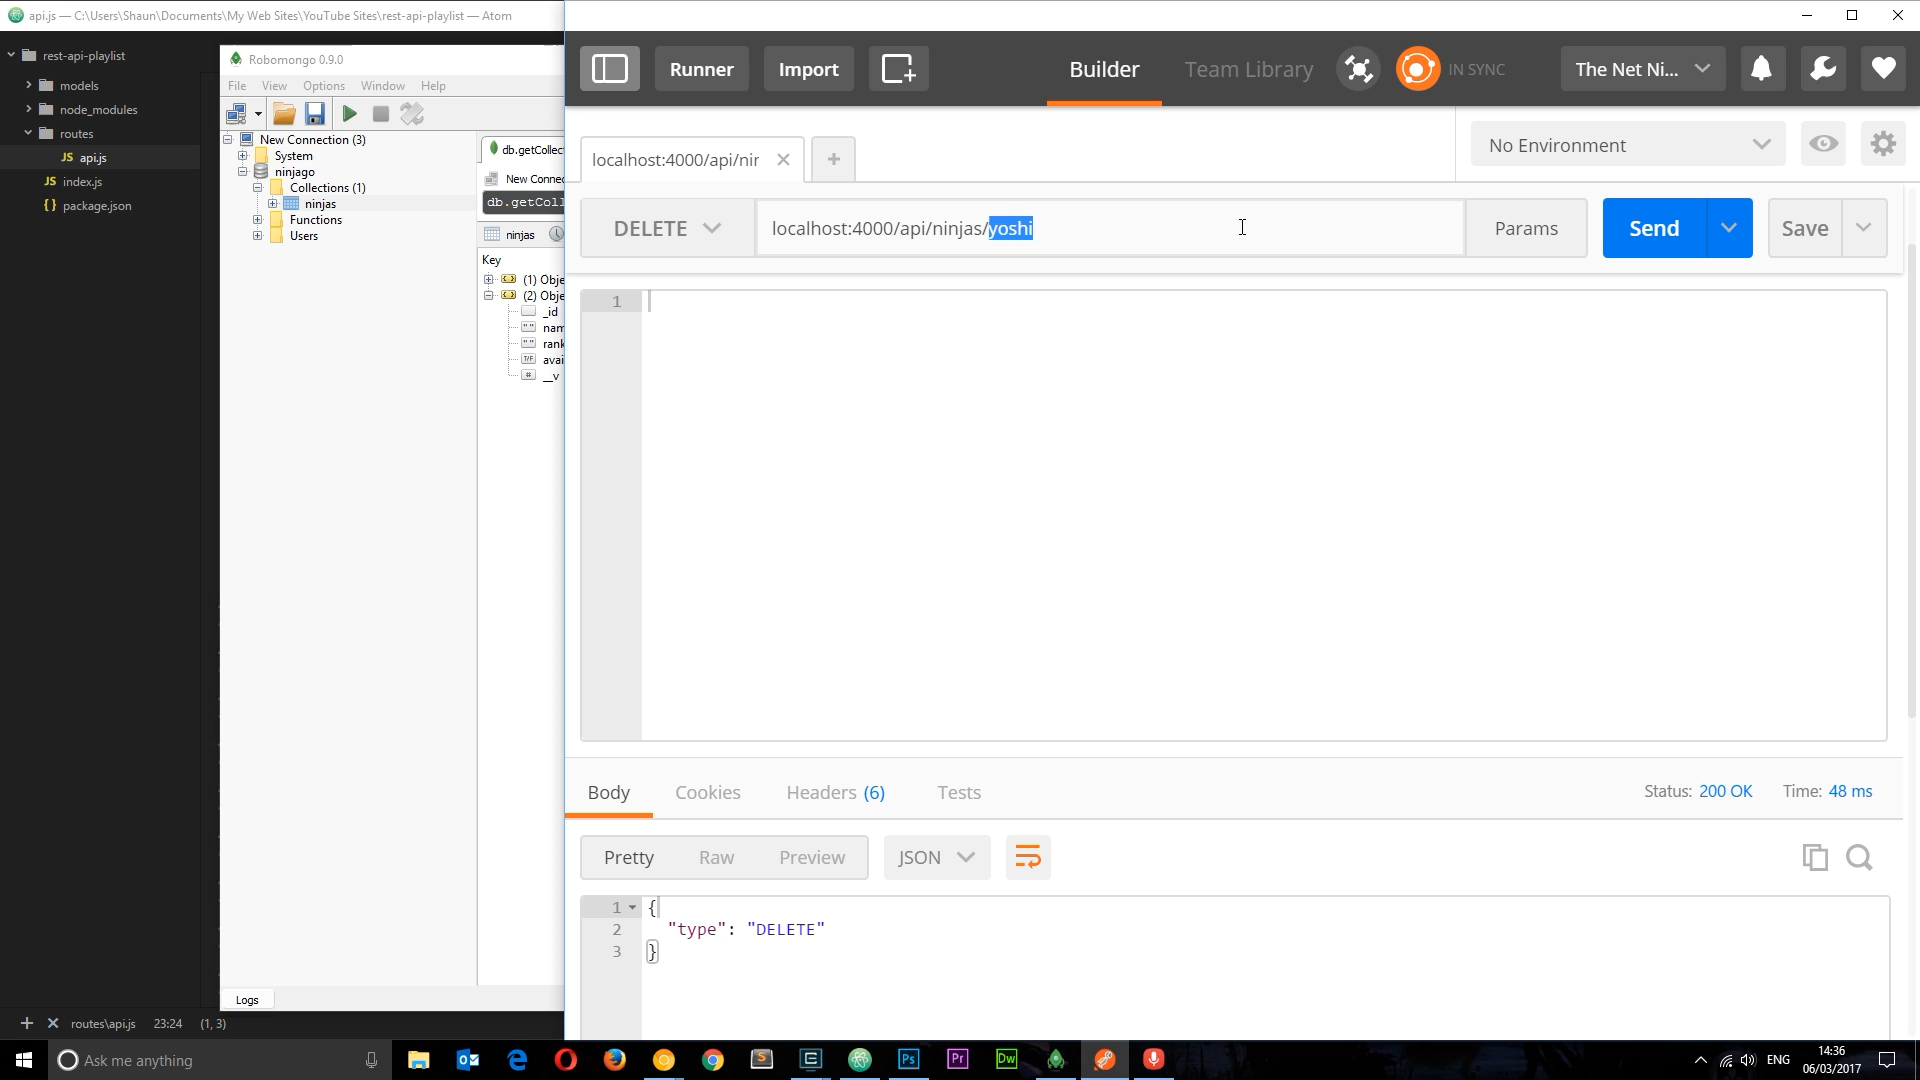 api.js — C:\Users\Shaun\Documents\My Web Sites\YouTube Sites\rest-api-playlist — Atom
rest-api-playlist
models
node_modules
routes
JS api.js
JS index.js
{} package.json
Robomongo 0.9.0
File View Options Window Help
New Connection (3)
System
ninjago
Collections (1)
ninjas
Functions
Users
db.getCollec
New Connec
db.getColl
ninjas
Key
(1) Obje
(2) Obje
_id
nam
rank
avai
__v
Logs
Runner
Import
Builder
Team Library
IN SYNC
The Net Ni...
localhost:4000/api/nir
No Environment
DELETE
localhost:4000/api/ninjas/yoshi
Params
Send
Save
1
Body
Cookies
Headers (6)
Tests
Status: 200 OK
Time: 48 ms
Pretty
Raw
Preview
JSON
1 {
2 "type": "DELETE"
3 }
routes\api.js 23:24 (1, 3)
Ask me anything
ENG
14:36
06/03/2017